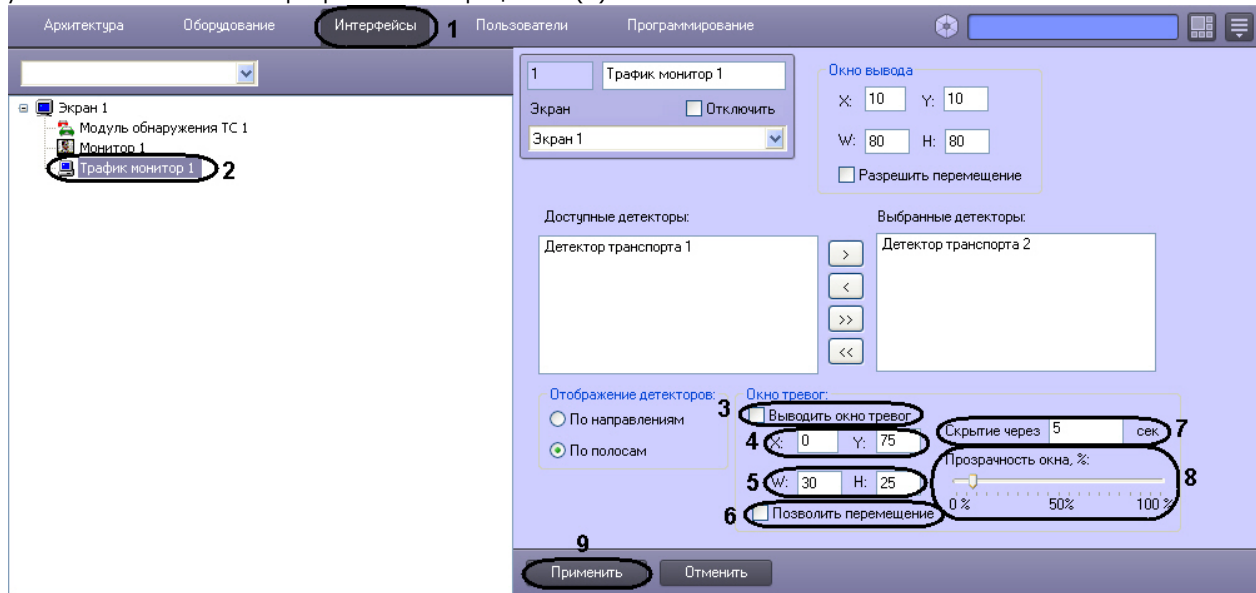 Архитектура Оборудование Интерфейсы 1 Пользователи Программирование
1 Трафик монитор 1
Экран Отключить
Экран 1
Окно вывода
X: 10 Y: 10
W: 80 H: 80
Разрешить перемещение
Экран 1
Модуль обнаружения ТС 1
Монитор 1
Трафик монитор 1 2
Доступные детекторы: Выбранные детекторы:
Детектор транспорта 1 > Детектор транспорта 2
<
>>
<<
Отображение детекторов:
По направлениям
По полосам
Окно тревог:
3 Выводить окно тревог
4 X: 0 Y: 75
5 W: 30 H: 25
6 Позволить перемещение
Скрытие через 5 сек 7
Прозрачность окна, %:
8
0 % 50% 100 %
9
Применить Отменить